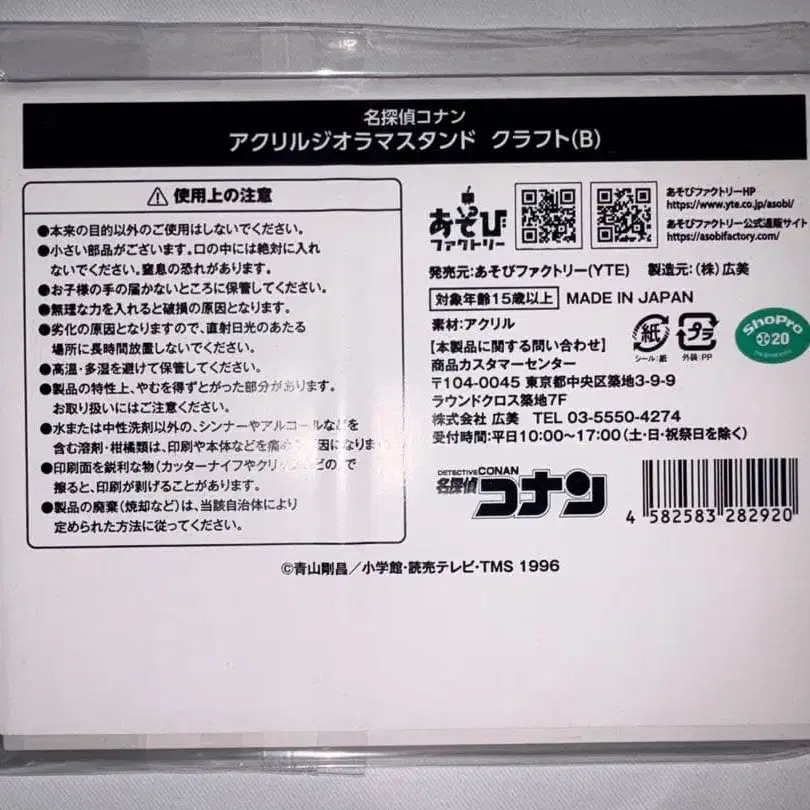 名探偵コナン
アクリルジオラマスタンド クラフト(B)
使用上の注意
●本来の目的以外のご使用はしないでください。
●小さい部品がございます。口の中には絶対に入れ
ないでください。窒息の恐れがあります。
●お子様の手の届かないところに保管してください。
●無理な力を入れると破損の原因となります。
●劣化の原因となりますので、直射日光のあたる
場所に長時間放置しないでください。
●高温・多湿を避けて保管してください。
●製品の特性上、やむを得ずとがった部分があります。
お取り扱いにはご注意ください。
●水または中性洗剤以外の、シンナーやアルコールなどを
含む溶剤・柑橘類は、印刷や本体などを痛める原因になります
●印刷面を鋭利な物(カッターナイフやクリップなどの)で
擦ると、印刷が剥げることがあります。
●製品の廃棄(焼却など)は、当該自治体により
定められた方法に従ってください。
あそび
ファクトリー
あそびファクトリーHP
https://www.yte.co.jp/asobi/
あそびファクトリー公式通販サイト
https://asobifactory.com/
発売元:あそびファクトリー(YTE) 製造元:(株)広美
対象年齢15歳以上 MADE IN JAPAN
素材:アクリル
【本製品に関する問い合わせ】
商品カスタマーセンター
〒104-0045 東京都中央区築地3-9-9
ラウンドクロス築地7F
株式会社 広美 TEL 03-5550-4274
受付時間:平日10:00〜17:00(土・日・祝祭日を除く)
紙
シール:紙
プラ
外装:PP
ShoPro
20
DETECTIVE CONAN
名探偵
コナン
4 582583 282920
©青山剛昌/小学館・読売テレビ・TMS 1996